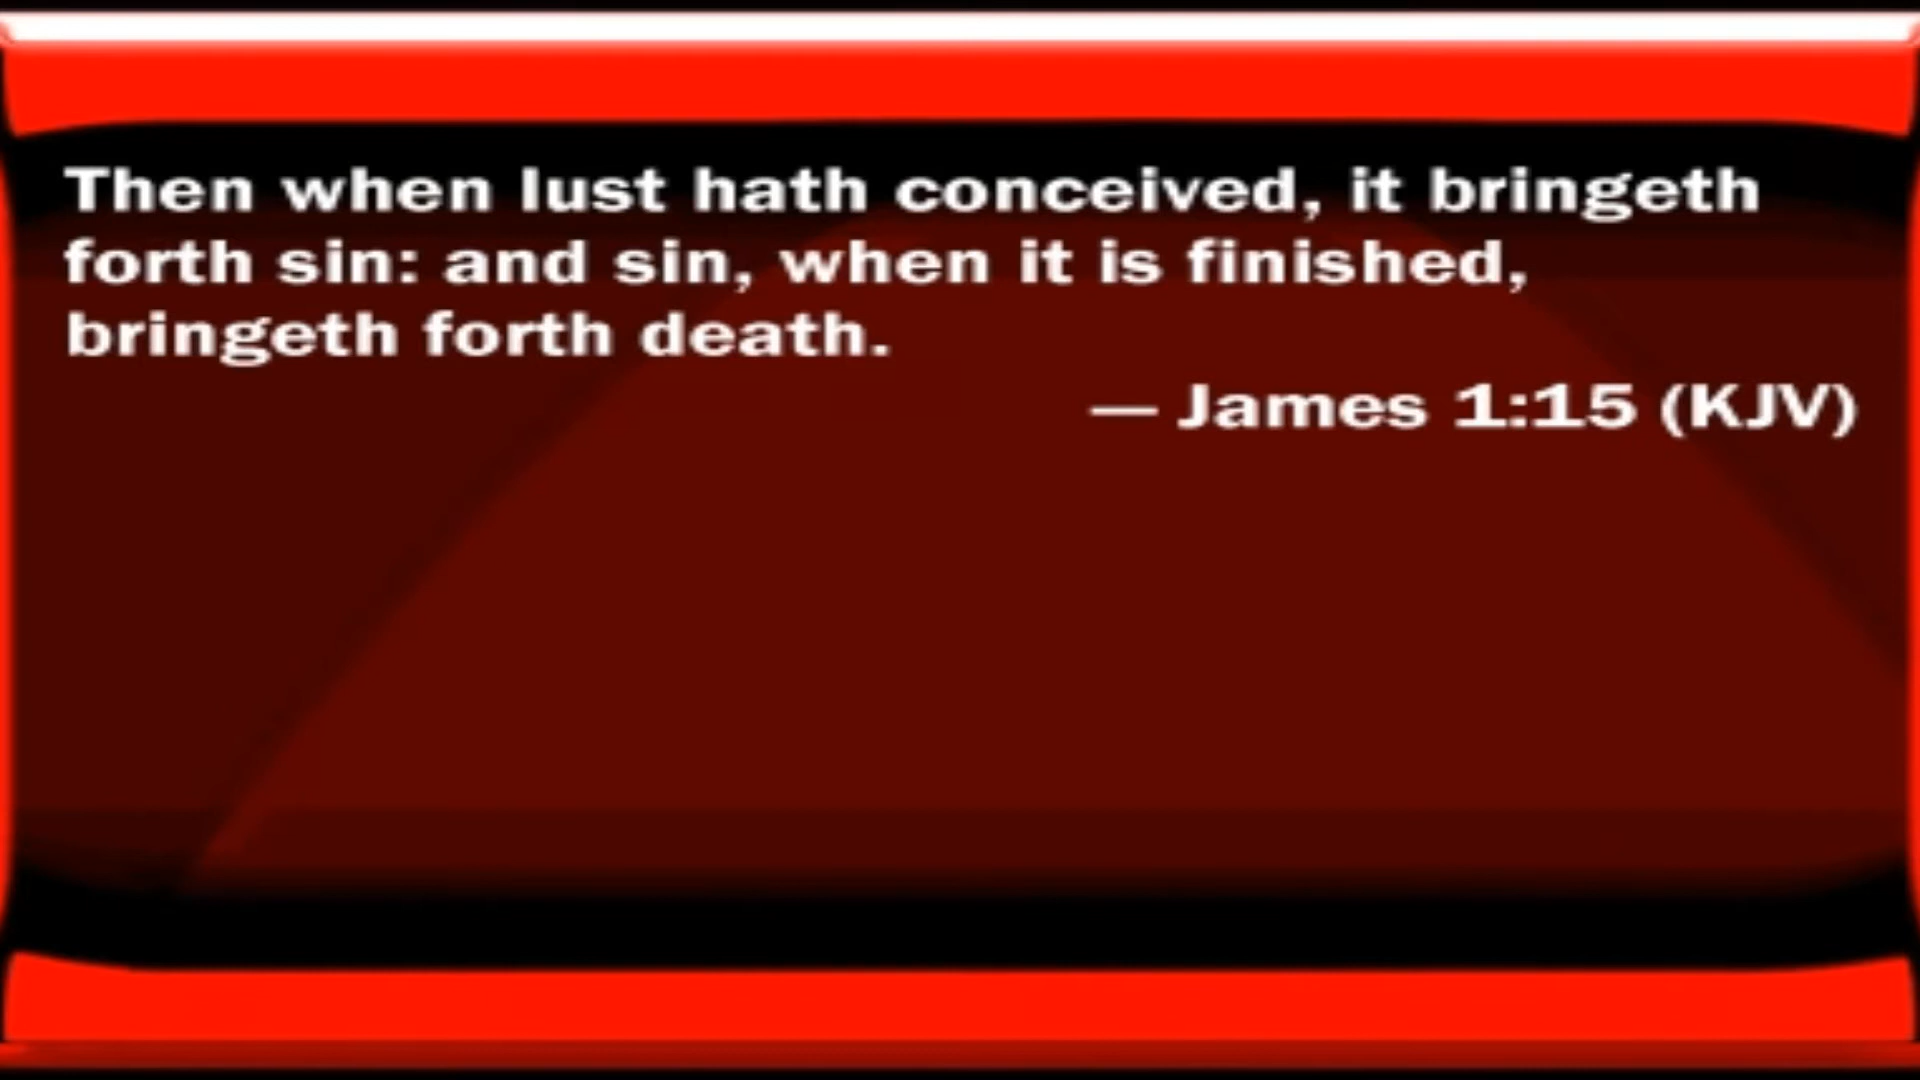 Then when lust hath conceived, it bringeth
forth sin: and sin, when it is finished,
bringeth forth death.
— James 1:15 (KJV)